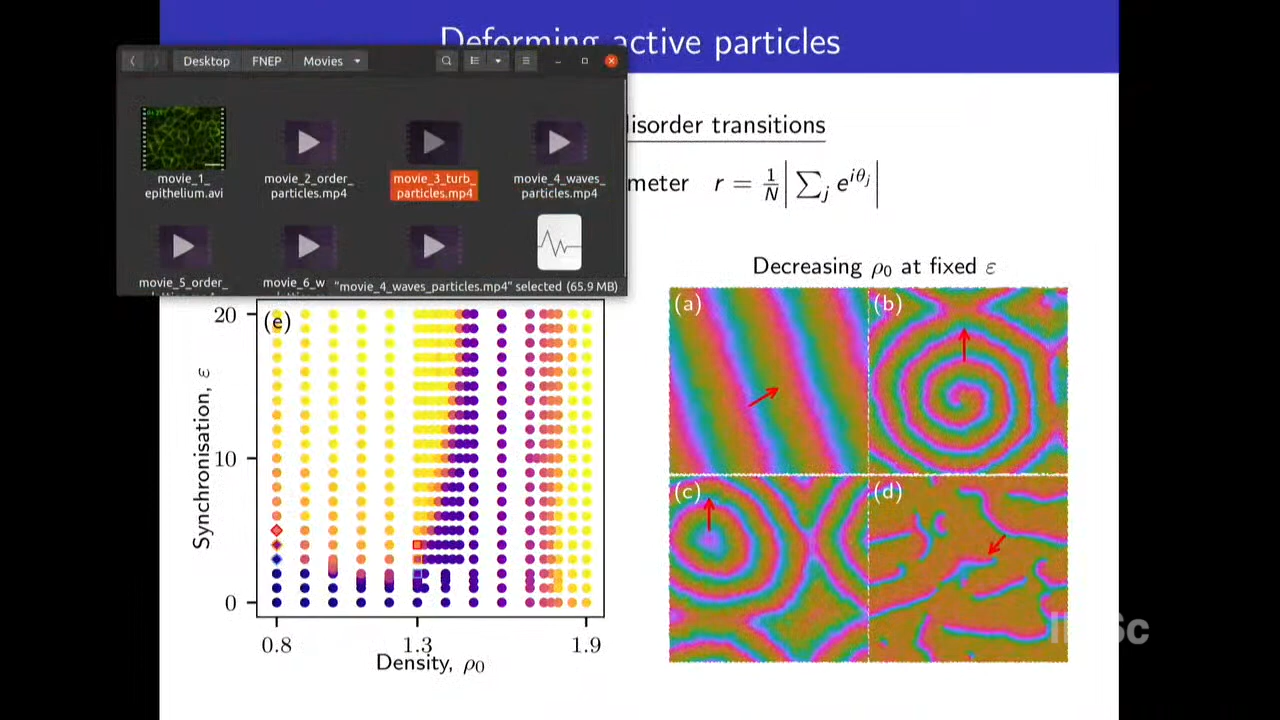 Deforming active particles
Desktop
FNEP
Movies
movie_1_
epithelium.avi
movie_2_order_
particles.mp4
movie_3_turb_
particles.mp4
movie_4_waves_
particles.mp4
movie_5_order_
movie_6_w
"movie_4_waves_particles.mp4" selected (65.9 MB)
disorder transitions
meter r = 1/N |∑j e^{iθj}|
Decreasing ρ0 at fixed ε
(a)
(b)
(c)
(d)
(e)
20
10
0
Synchronisation, ε
0.8
1.3
1.9
Density, ρ0